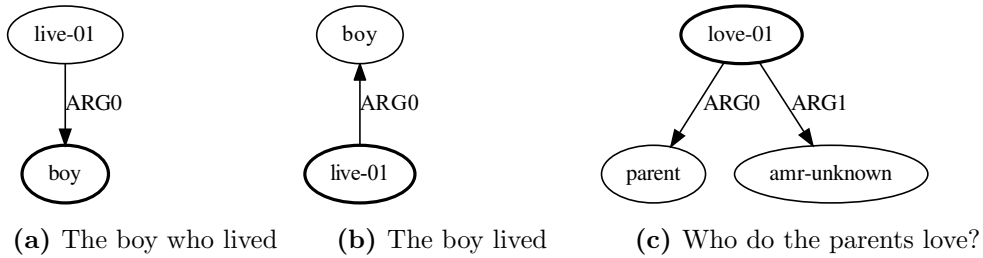 live-01
boy
love-01
ARG0
ARG0
ARG0
ARG1
boy
live-01
parent
amr-unknown
(a) The boy who lived
(b) The boy lived
(c) Who do the parents love?